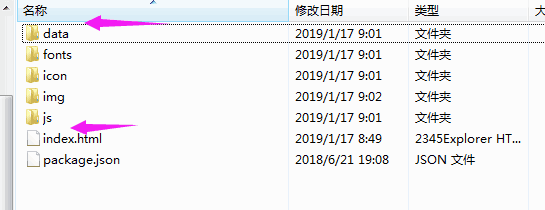 名称 修改日期 类型 大
data 2019/1/17 9:01 文件夹
fonts 2019/1/17 9:01 文件夹
icon 2019/1/17 9:01 文件夹
img 2019/1/17 9:02 文件夹
js 2019/1/17 9:01 文件夹
index.html 2019/1/17 8:49 2345Explorer HT...
package.json 2018/6/21 19:08 JSON 文件